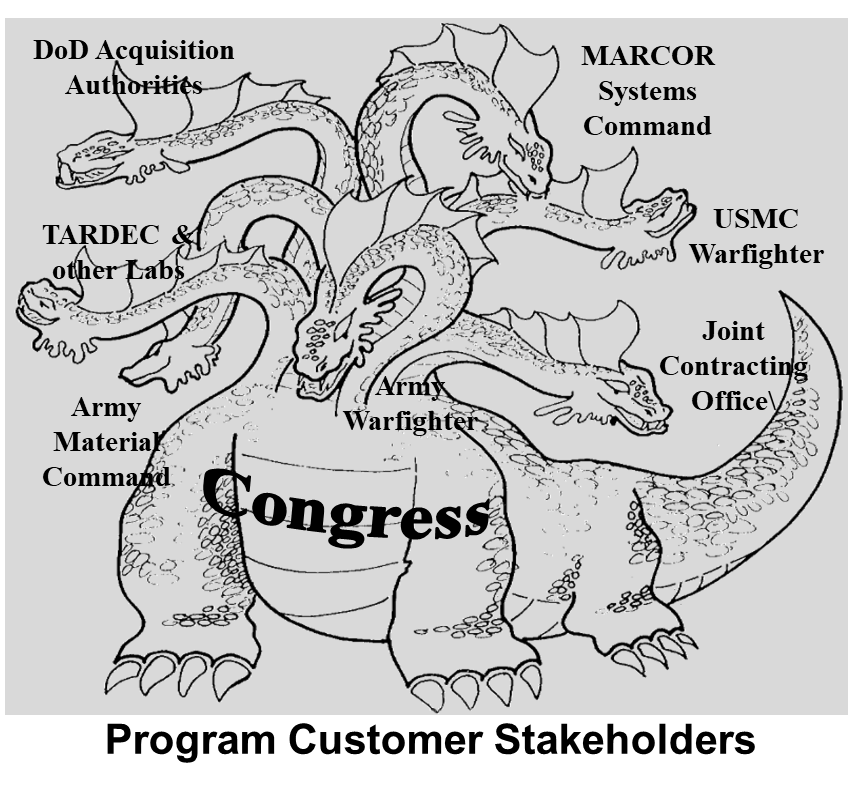 DoD Acquisition
Authorities
MARCOR
Systems
Command
TARDEC &
other Labs
USMC
Warfighter
Joint
Contracting
Office\
Army
Warfighter
Army
Material
Command
Congress
Program Customer Stakeholders